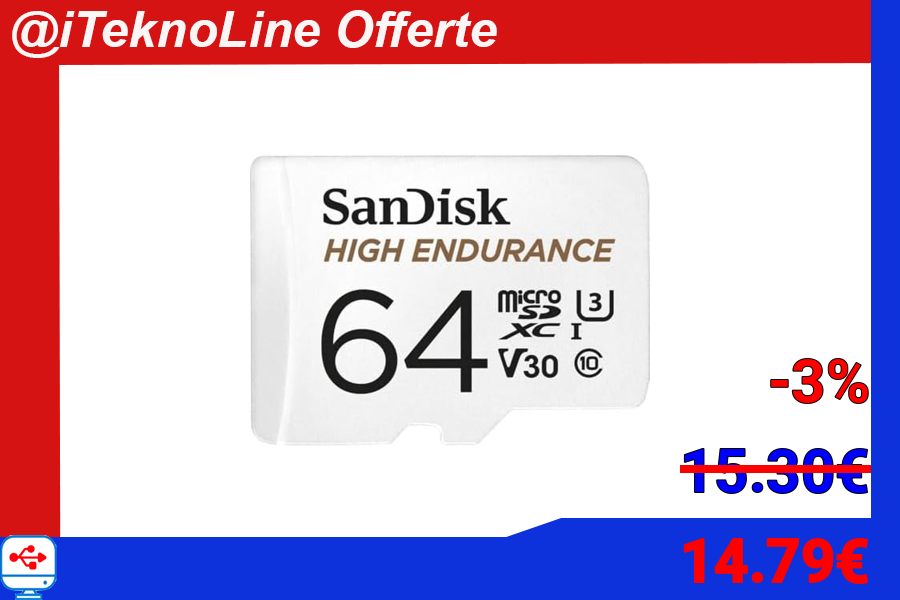 @iTeknoLine Offerte
SanDisk
HIGH ENDURANCE
64
micro
SD
XC I
U3
V30
10
-3%
15.30€
14.79€